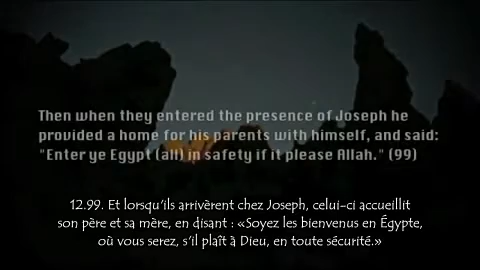 Then when they entered the presence of Joseph he
provided a home for his parents with himself, and said:
"Enter ye Egypt (all) in safety if it please Allah." (99)
12.99. Et lorsqu'ils arrivèrent chez Joseph, celui-ci accueillit
son père et sa mère, en disant : «Soyez les bienvenus en Égypte,
où vous serez, s'il plaît à Dieu, en toute sécurité.»